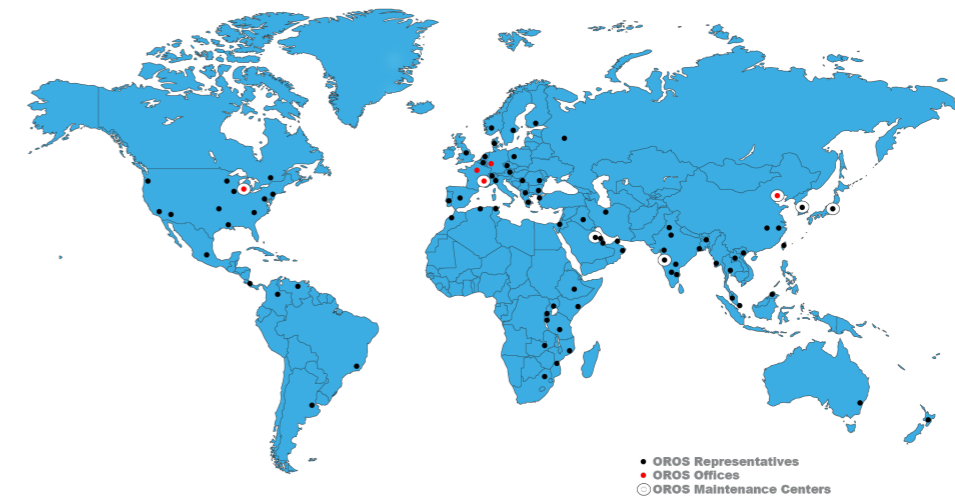 OROS Representatives
OROS Offices
OROS Maintenance Centers